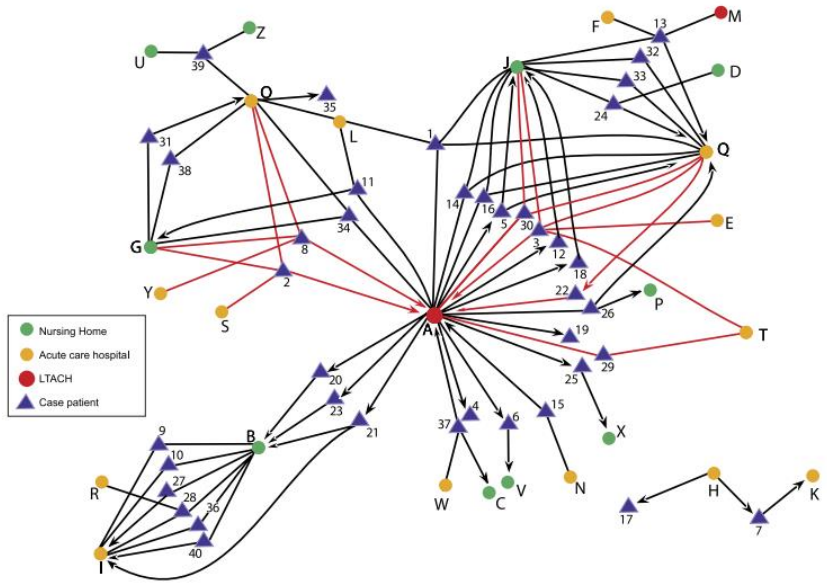 F
13
M
Z
32
U
39
J
33
D
O
35
24
L
31
1
Q
38
11
14
16
5
30
34
3
E
12
G
8
18
2
22
Y
26
P
S
A
19
T
29
25
Nursing Home
Acute care hospital
LTACH
Case patient
20
23
4
6
15
37
21
X
9
B
10
R
27
W
C
V
N
H
K
28
36
17
7
40
I